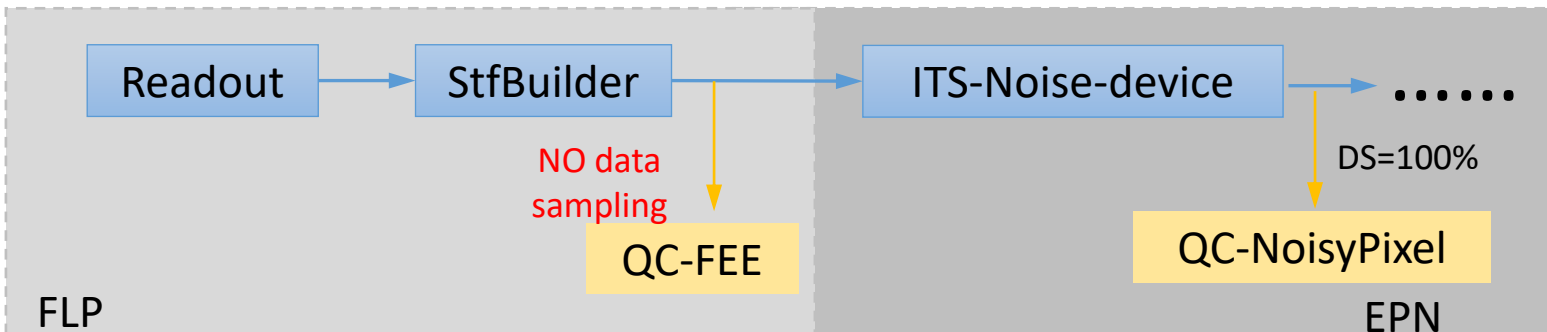 Readout
StfBuilder
ITS-Noise-device
......
NO data
sampling
DS=100%
QC-FEE
QC-NoisyPixel
FLP
EPN